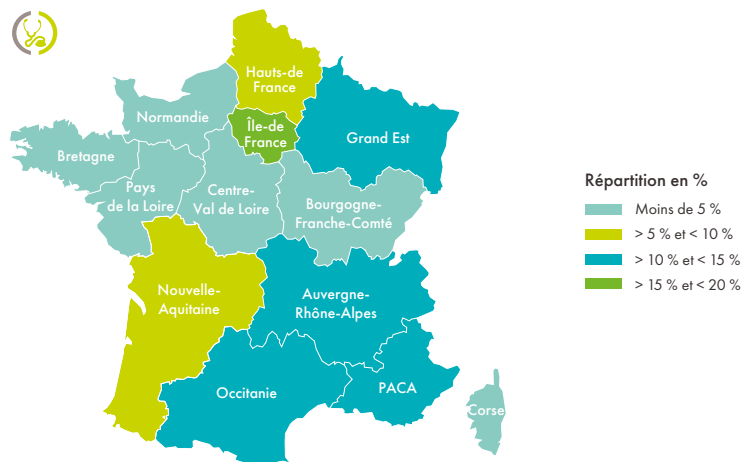 Hauts-de
France
Normandie
Île-de
France
Grand Est
Bretagne
Pays
de la Loire
Centre-
Val de Loire
Bourgogne-
Franche-Comté
Nouvelle-
Aquitaine
Auvergne-
Rhône-Alpes
Occitanie
PACA
Corse
Répartition en %
Moins de 5 %
> 5 % et < 10 %
> 10 % et < 15 %
> 15 % et < 20 %